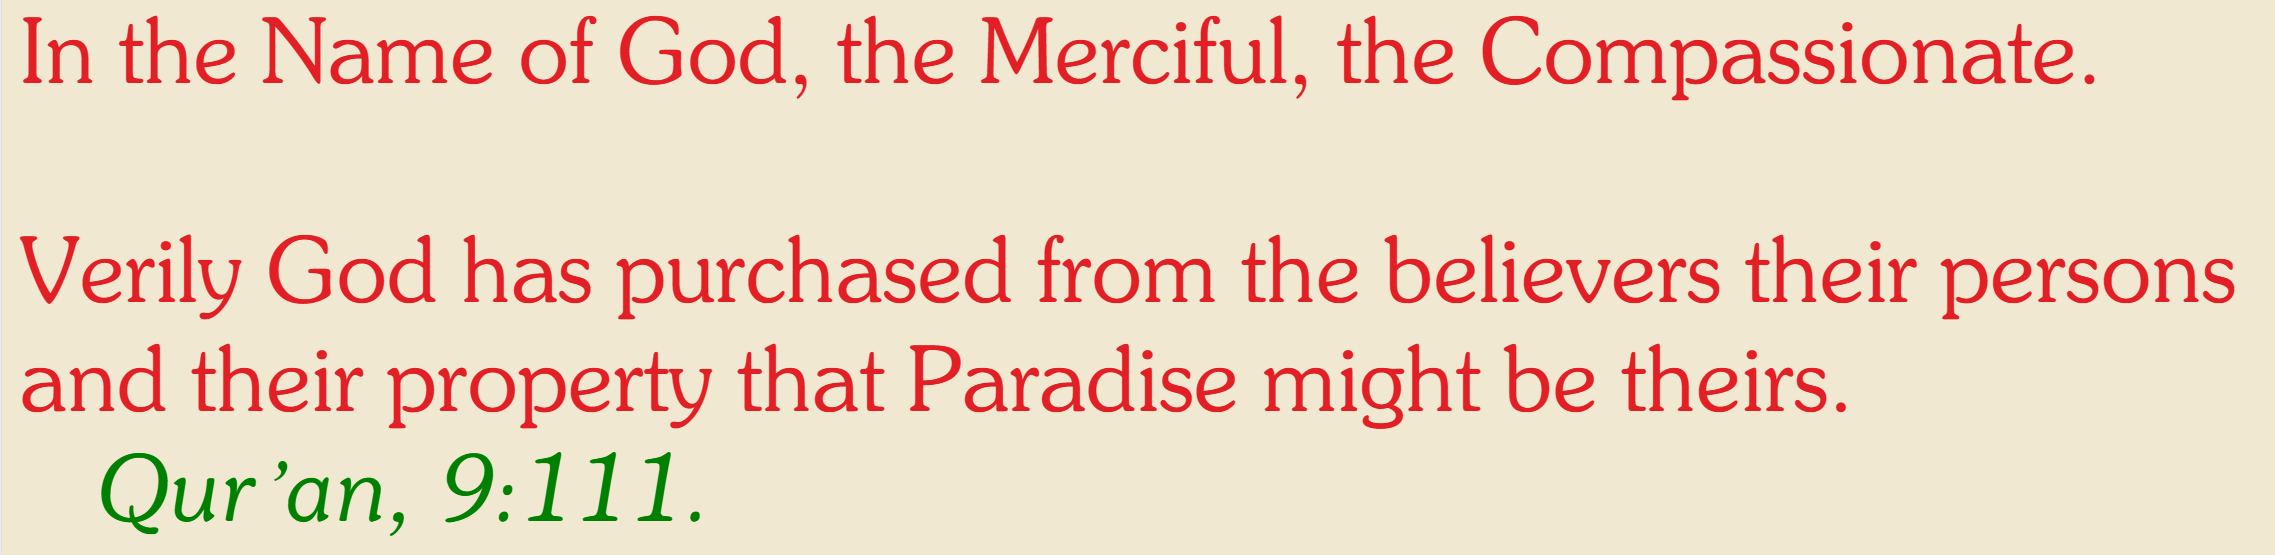 In the Name of God, the Merciful, the Compassionate.
Verily God has purchased from the believers their persons
and their property that Paradise might be theirs.
Qur’an, 9:111.